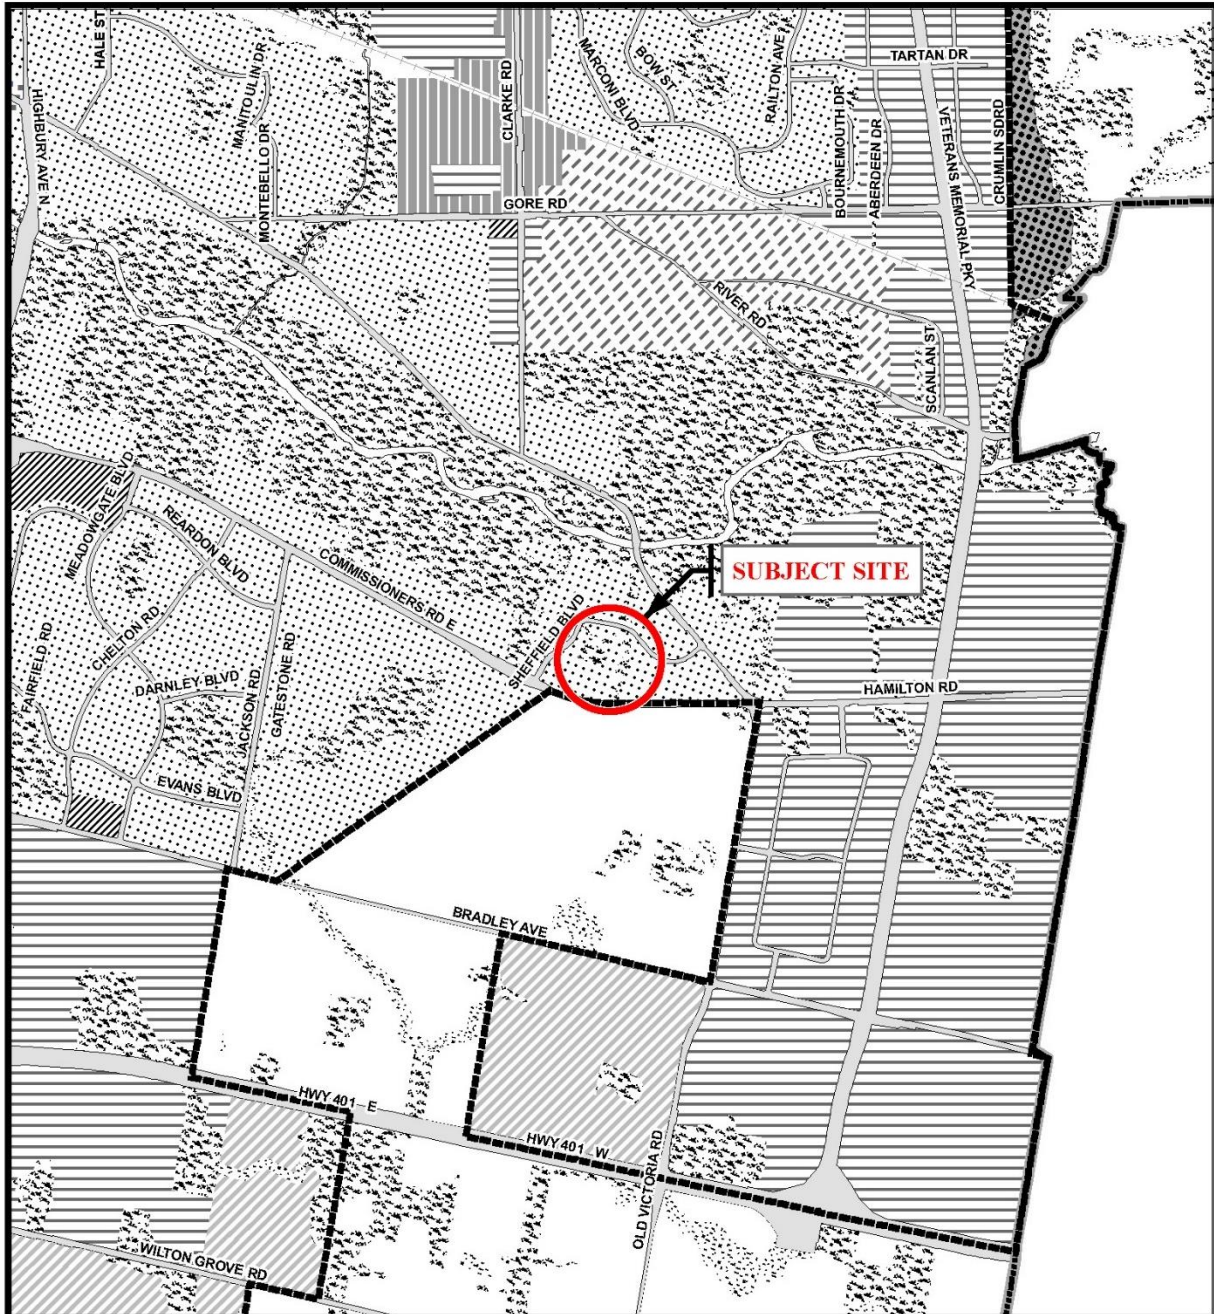 HALE ST
HIGHBURY AVE N
MANITOULIN DR
MONTEBELLO DR
CLARKE RD
MARCONI BLVD
BOW ST
RAILTON AVE
BOURNEMOUTH DR
ABERDEEN DR
TARTAN DR
VETERANS MEMORIAL PKY
CRUMLIN SDRD
GORE RD
RIVER RD
SCANLAN ST
MEADOWGATE BLVD
REARDON BLVD
COMMISSIONERS RD E
SHEFFIELD BLVD
SUBJECT SITE
CHELTON RD
FAIRFIELD RD
DARNLEY BLVD
JACKSON RD
GATESTONE RD
HAMILTON RD
EVANS BLVD
BRADLEY AVE
HWY 401 E
HWY 401 W
OLD VICTORIA RD
WILTON GROVE RD